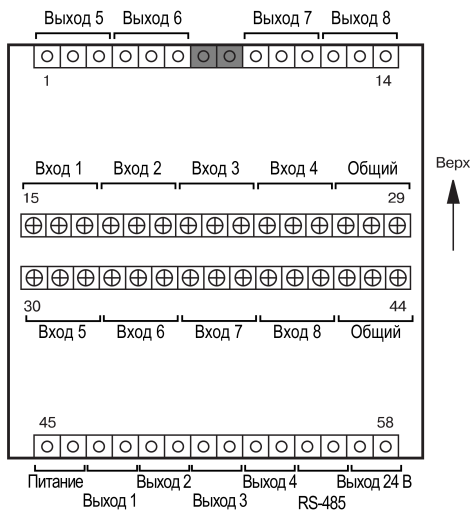 Выход 5 Выход 6 Выход 7 Выход 8
1 14
Верх
Вход 1 Вход 2 Вход 3 Вход 4 Общий
15 29
30 44
Вход 5 Вход 6 Вход 7 Вход 8 Общий
45 58
Питание Выход 2 Выход 4 Выход 24 В
Выход 1 Выход 3 RS-485